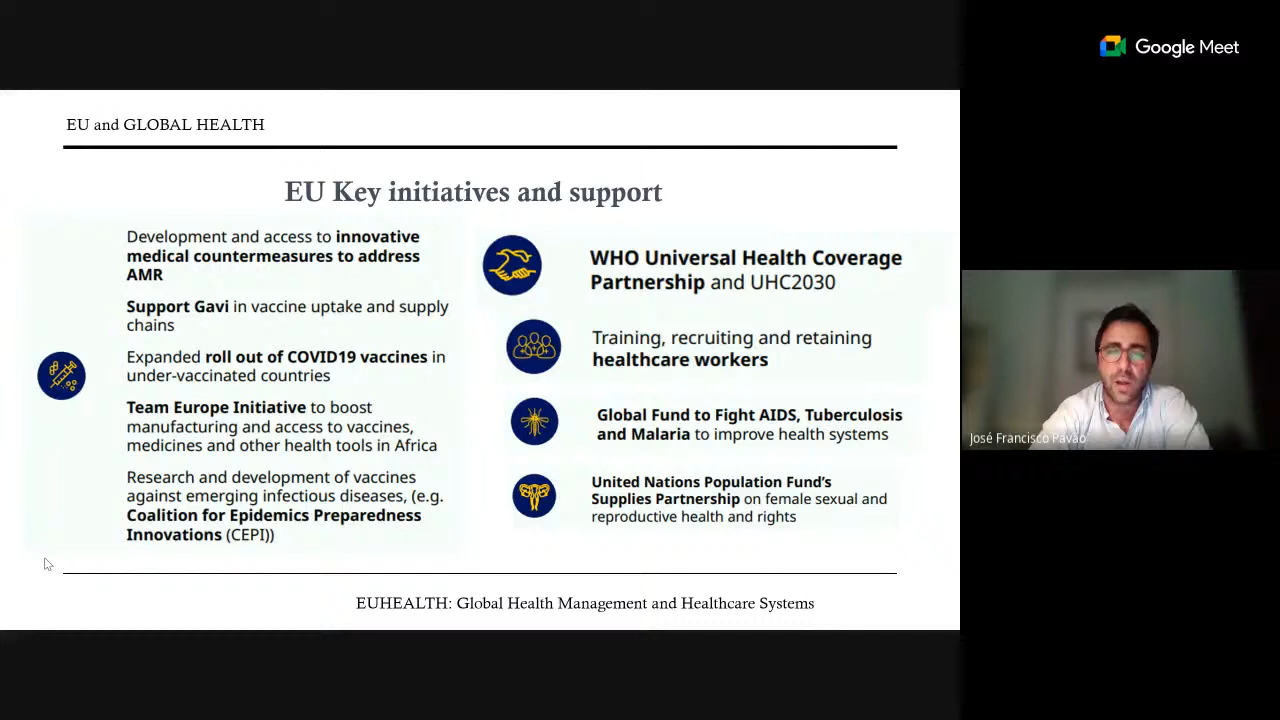 Google Meet
EU and GLOBAL HEALTH
EU Key initiatives and support
Development and access to innovative
medical countermeasures to address
AMR
Support Gavi in vaccine uptake and supply
chains
Expanded roll out of COVID19 vaccines in
under-vaccinated countries
Team Europe Initiative to boost
manufacturing and access to vaccines,
medicines and other health tools in Africa
Research and development of vaccines
against emerging infectious diseases, (e.g.
Coalition for Epidemics Preparedness
Innovations (CEPI))
WHO Universal Health Coverage
Partnership and UHC2030
Training, recruiting and retaining
healthcare workers
Global Fund to Fight AIDS, Tuberculosis
and Malaria to improve health systems
United Nations Population Fund's
Supplies Partnership on female sexual and
reproductive health and rights
EUHEALTH: Global Health Management and Healthcare Systems
José Francisco Pavão